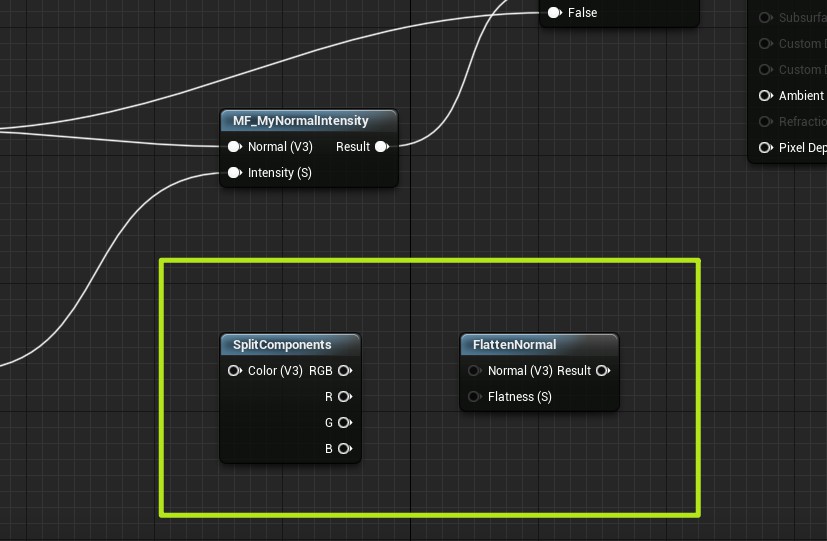 False
Ambient
Pixel Dep
MF_MyNormalIntensity
Normal (V3) Result
Intensity (S)
SplitComponents
Color (V3) RGB
R
G
B
FlattenNormal
Normal (V3) Result
Flatness (S)
Subsurfa
Custom D
Custom D
Refractio